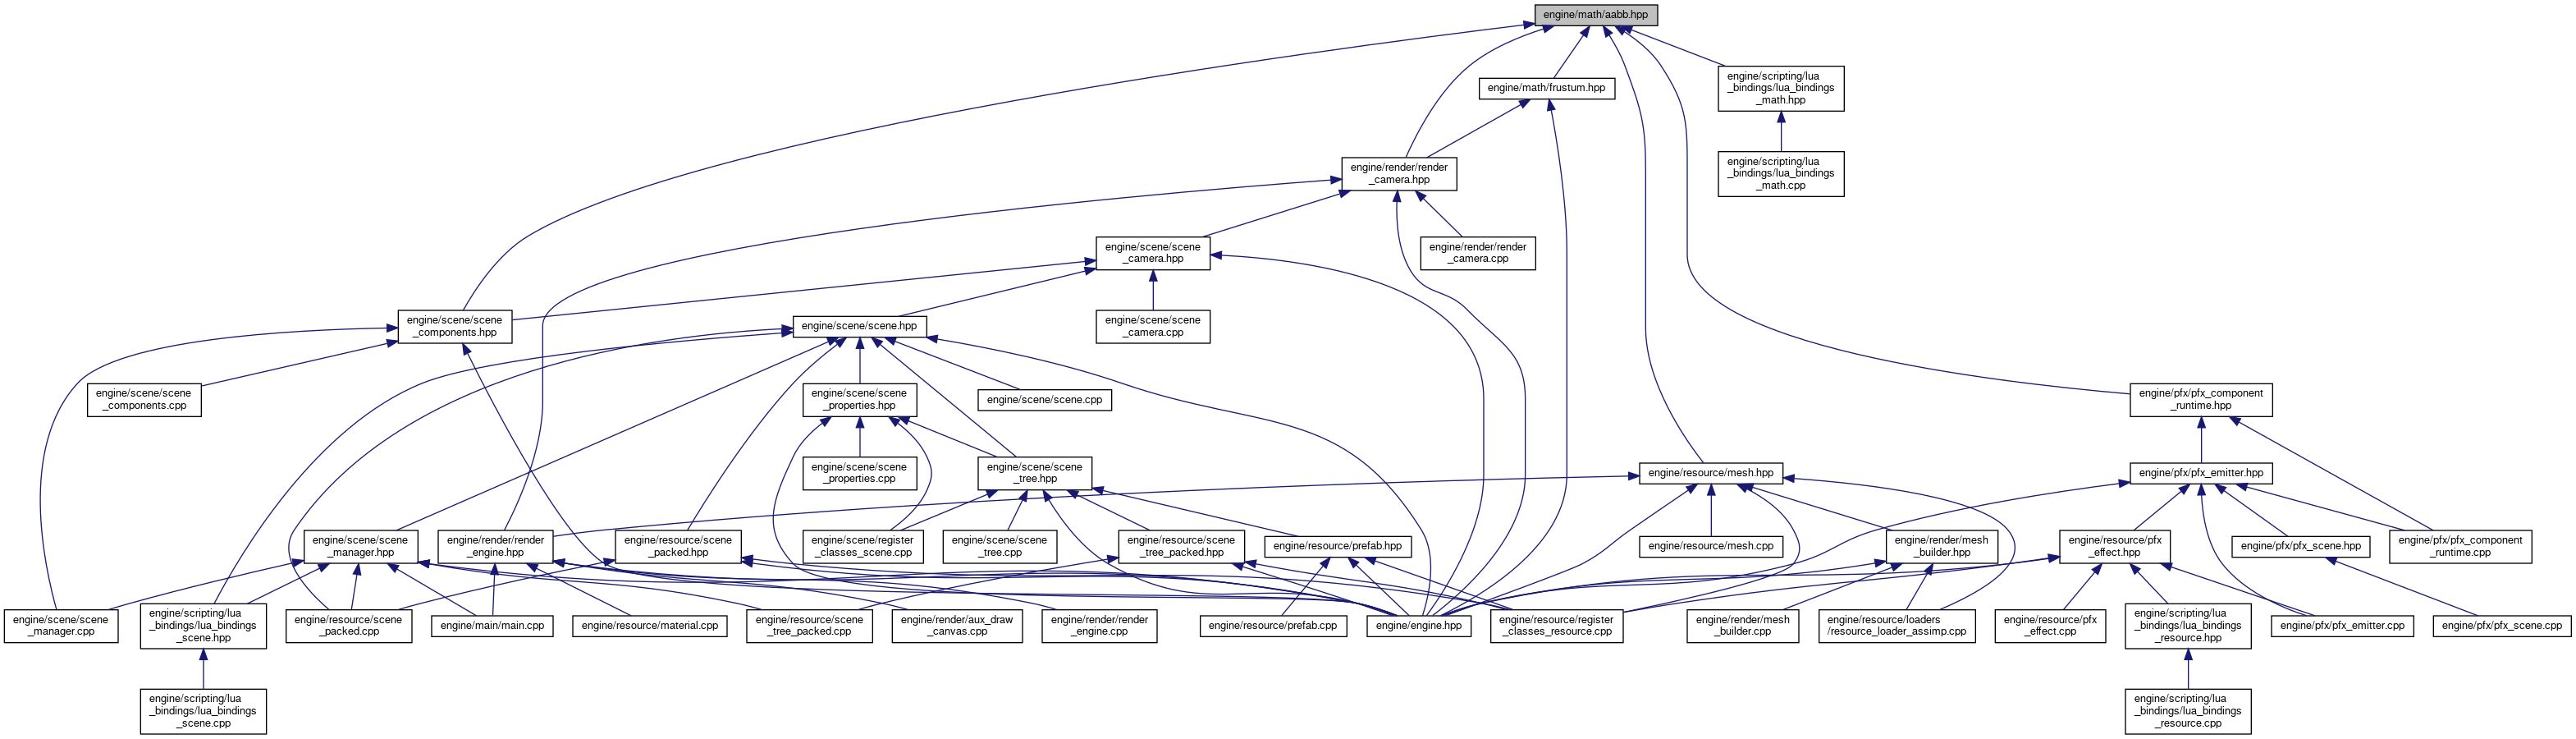 engine/math/aabb.hpp
engine/scripting/lua
_bindings/lua_bindings
_math.hpp
engine/math/frustum.hpp
engine/scripting/lua
_bindings/lua_bindings
_math.cpp
engine/render/render
_camera.hpp
engine/scene/scene
_camera.hpp
engine/render/render
_camera.cpp
engine/scene/scene
_components.hpp
engine/scene/scene.hpp
engine/scene/scene
_camera.cpp
engine/scene/scene
_components.cpp
engine/scene/scene
_properties.hpp
engine/scene/scene.cpp
engine/pfx/pfx_component
_runtime.hpp
engine/scene/scene
_properties.cpp
engine/scene/scene
_tree.hpp
engine/resource/mesh.hpp
engine/pfx/pfx_emitter.hpp
engine/scene/scene
_manager.hpp
engine/render/render
_engine.hpp
engine/resource/scene
_packed.hpp
engine/scene/register
_classes_scene.cpp
engine/scene/scene
_tree.cpp
engine/resource/scene
_tree_packed.hpp
engine/resource/prefab.hpp
engine/resource/mesh.cpp
engine/render/mesh
_builder.hpp
engine/resource/pfx
_effect.hpp
engine/pfx/pfx_scene.hpp
engine/pfx/pfx_component
_runtime.cpp
engine/scene/scene
_manager.cpp
engine/scripting/lua
_bindings/lua_bindings
_scene.hpp
engine/resource/scene
_packed.cpp
engine/main/main.cpp
engine/resource/material.cpp
engine/resource/scene
_tree_packed.cpp
engine/render/aux_draw
_canvas.cpp
engine/render/render
_engine.cpp
engine/resource/prefab.cpp
engine/engine.hpp
engine/resource/register
_classes_resource.cpp
engine/render/mesh
_builder.cpp
engine/resource/loaders
/resource_loader_assimp.cpp
engine/resource/pfx
_effect.cpp
engine/scripting/lua
_bindings/lua_bindings
_resource.hpp
engine/pfx/pfx_emitter.cpp
engine/pfx/pfx_scene.cpp
engine/scripting/lua
_bindings/lua_bindings
_scene.cpp
engine/scripting/lua
_bindings/lua_bindings
_resource.cpp